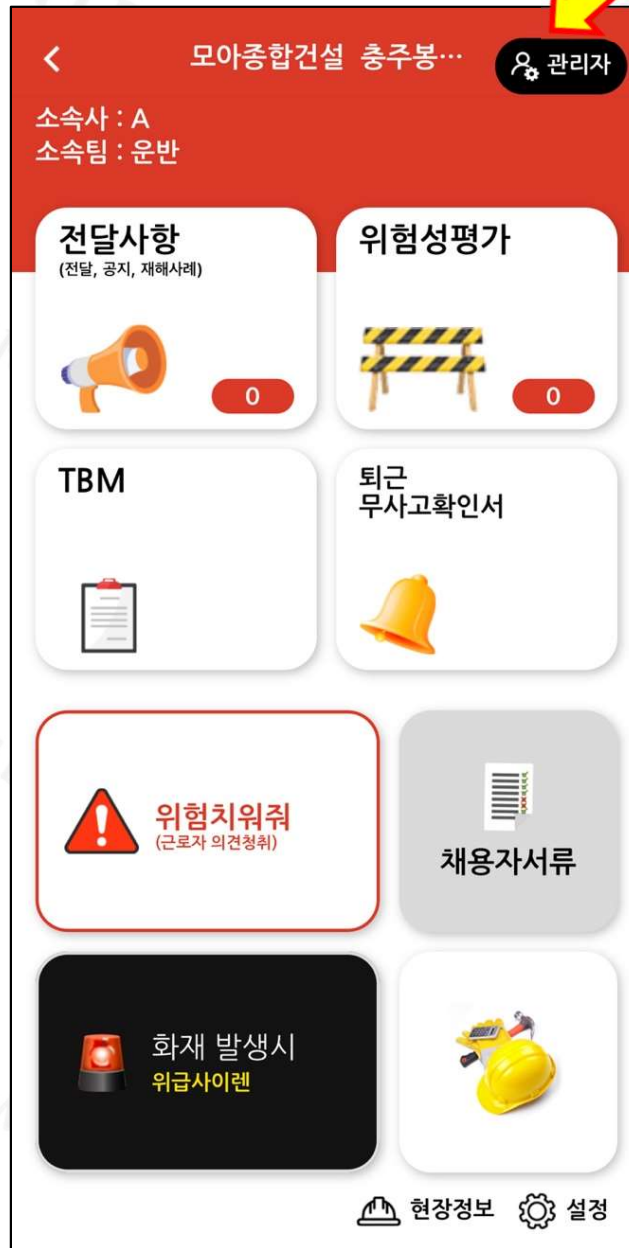 모아종합건설 충주봉…
관리자
소속사 : A
소속팀 : 운반
전달사항
(전달, 공지, 재해사례)
0
위험성평가
0
TBM
퇴근
무사고확인서
위험치워줘
(근로자 의견청취)
채용자서류
화재 발생시
위급사이렌
현장정보
설정